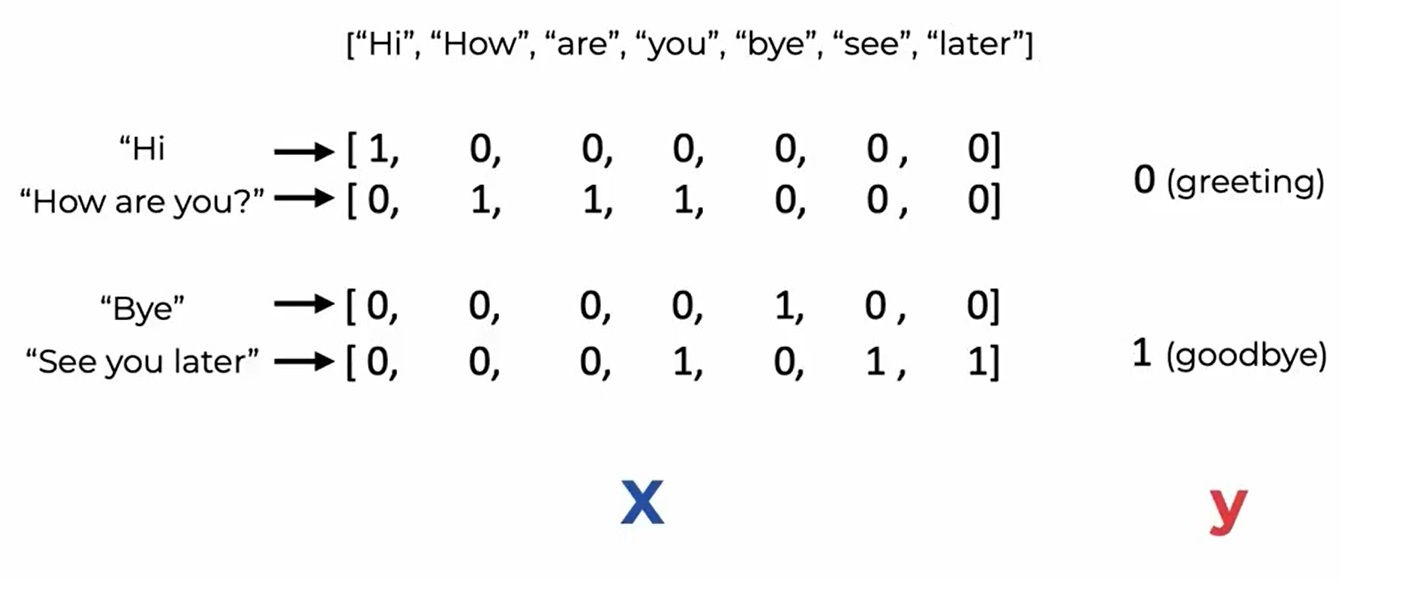 [“Hi”, “How”, “are”, “you”, “bye”, “see”, “later”]
“Hi → [ 1, 0, 0, 0, 0, 0 , 0]
“How are you?” → [ 0, 1, 1, 1, 0, 0 , 0]
0 (greeting)
“Bye” → [ 0, 0, 0, 0, 1, 0 , 0]
“See you later” → [ 0, 0, 0, 1, 0, 1 , 1]
1 (goodbye)
X y